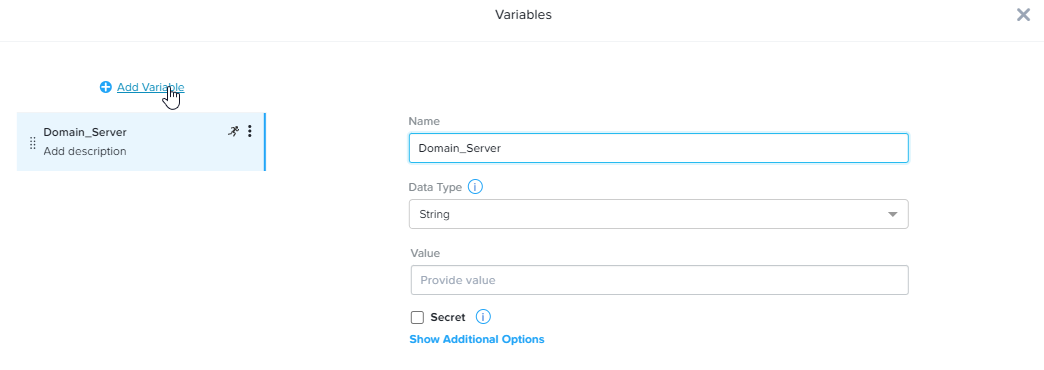 Variables
Add Variable
Domain_Server
Add description
Name
Domain_Server
Data Type
String
Value
Provide value
Secret
Show Additional Options